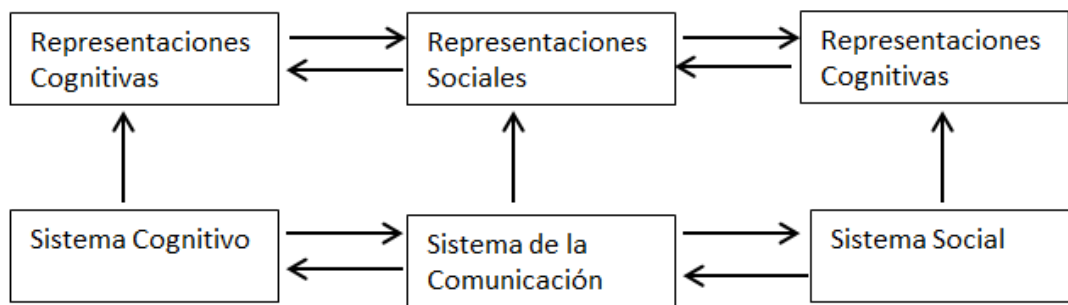 Representaciones
Cognitivas
Representaciones
Sociales
Representaciones
Cognitivas
Sistema Cognitivo
Sistema de la
Comunicación
Sistema Social